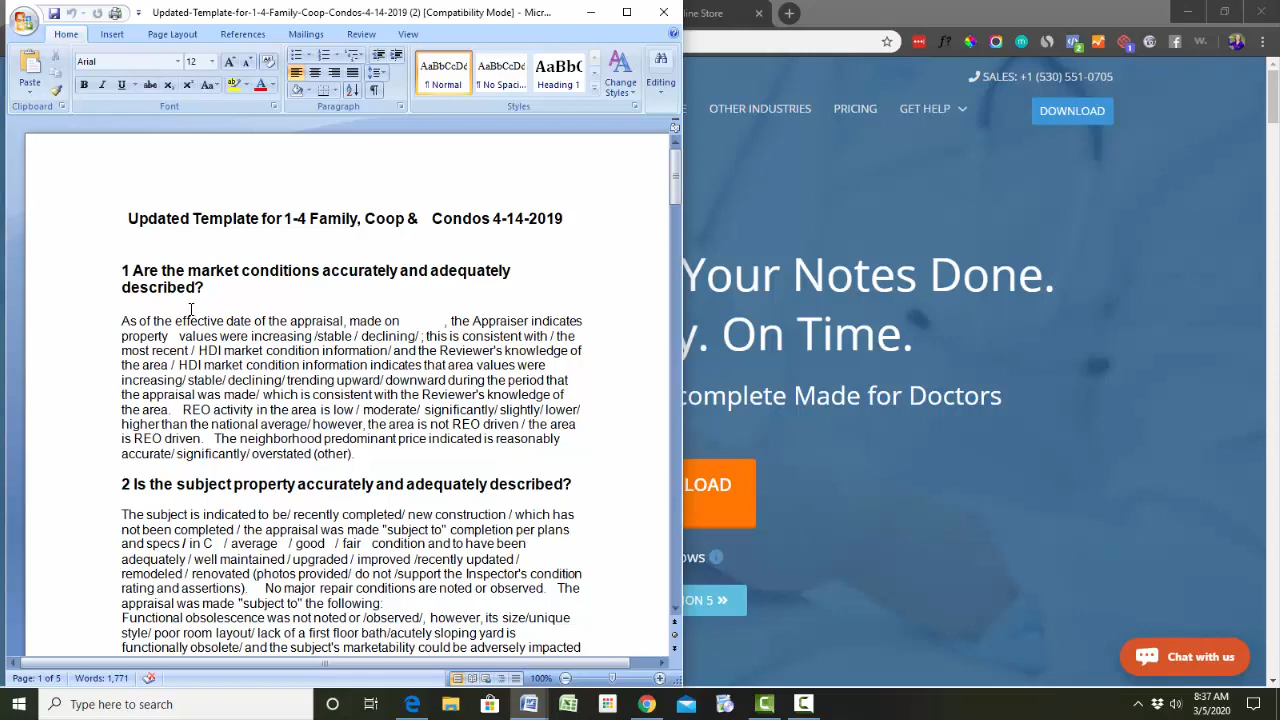 Updated-Template-for-1-4-Family-Coop-Condos-4-14-2019 (2) [Compatibility Mode] - Micr...
Home Insert Page Layout References Mailings Review View
Arial 12
Paste
Clipboard Font Paragraph Styles
AaBbCcDc AaBbCcDc AaBbC
¶ Normal ¶ No Spaci... Heading 1
Change Styles
Editing
Updated Template for 1-4 Family, Coop & Condos 4-14-2019
1 Are the market conditions accurately and adequately
described?
As of the effective date of the appraisal, made on , the Appraiser indicates
property values were increasing /stable / declining/ ; this is consistent with / the
most recent / HDI market condition information/ and the Reviewer's knowledge of
the area / HDI market condition information indicates that area values were
increasing/ stable/ declining/ trending upward/ downward during the period that
the appraisal was made/ which is consistent with the Reviewer's knowledge of
the area. REO activity in the area is low / moderate/ significantly/ slightly/ lower/
higher than the national average/ however, the area is not REO driven / the area
is REO driven. The neighborhood predominant price indicated is reasonably
accurate/ significantly/ overstated (other).
2 Is the subject property accurately and adequately described?
The subject is indicated to be/ recently completed/ new construction / which has
not been completed / the appraisal was made "subject to" completion per plans
and specs / in C / average / good / fair condition and to have been
adequately / well maintained / upgraded / improved /recently updated /
remodeled / renovated (photos provided/ do not /support the Inspector's condition
rating and assertions). No major repair conditions are noted or observed. The
appraisal was made "subject to" the following:
Functional obsolescence was not noted or /observed/, however, its size/unique
style/ poor room layout/ lack of a first floor bath/acutely sloping yard is
functionally obsolete/ and the subject's marketability could be adversely impacted
Page: 1 of 5 Words: 1,771 100%
line Store
SALES: +1 (530) 551-0705
OTHER INDUSTRIES PRICING GET HELP DOWNLOAD
Your Notes Done.
y. On Time.
complete Made for Doctors
LOAD
ows
ION 5 »
Chat with us
Type here to search
8:37 AM
3/5/2020